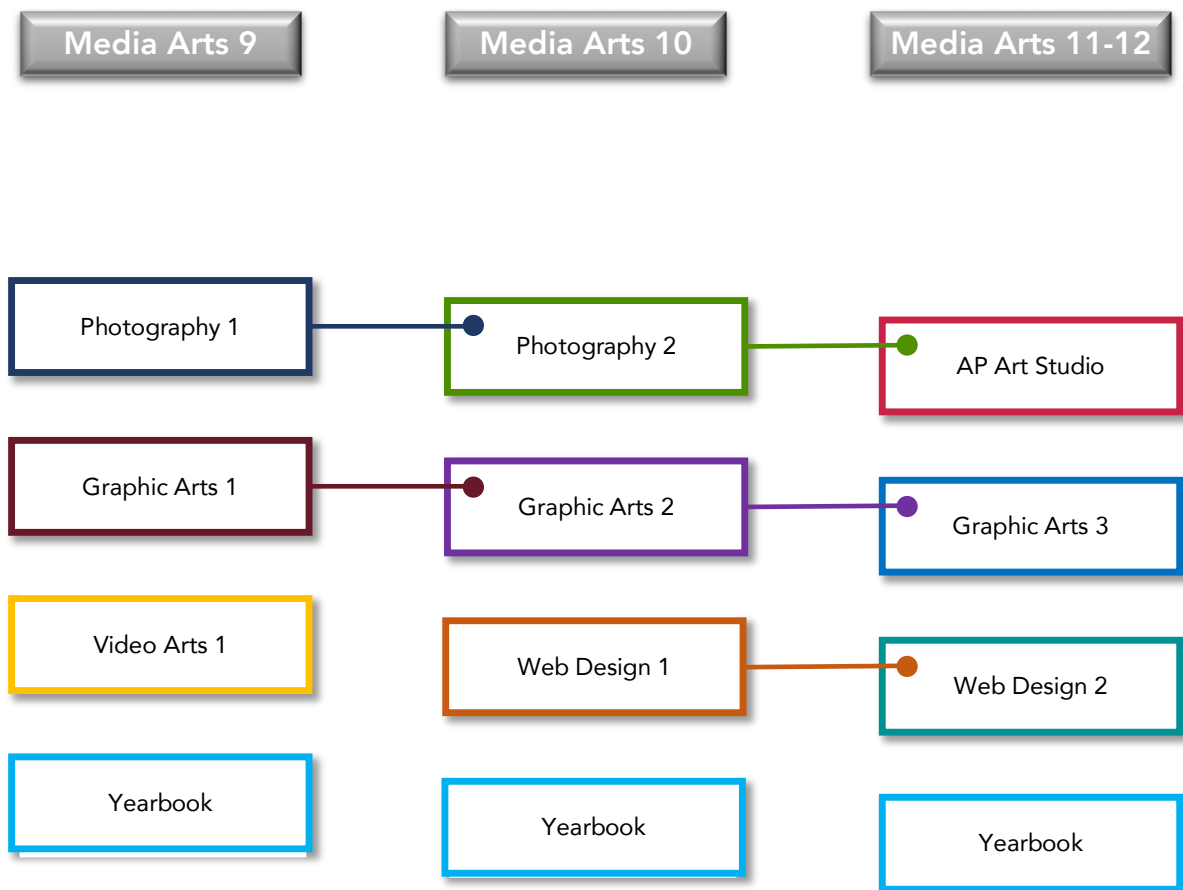 Media Arts 9
Media Arts 10
Media Arts 11-12
Photography 1
Photography 2
AP Art Studio
Graphic Arts 1
Graphic Arts 2
Graphic Arts 3
Video Arts 1
Web Design 1
Web Design 2
Yearbook
Yearbook
Yearbook